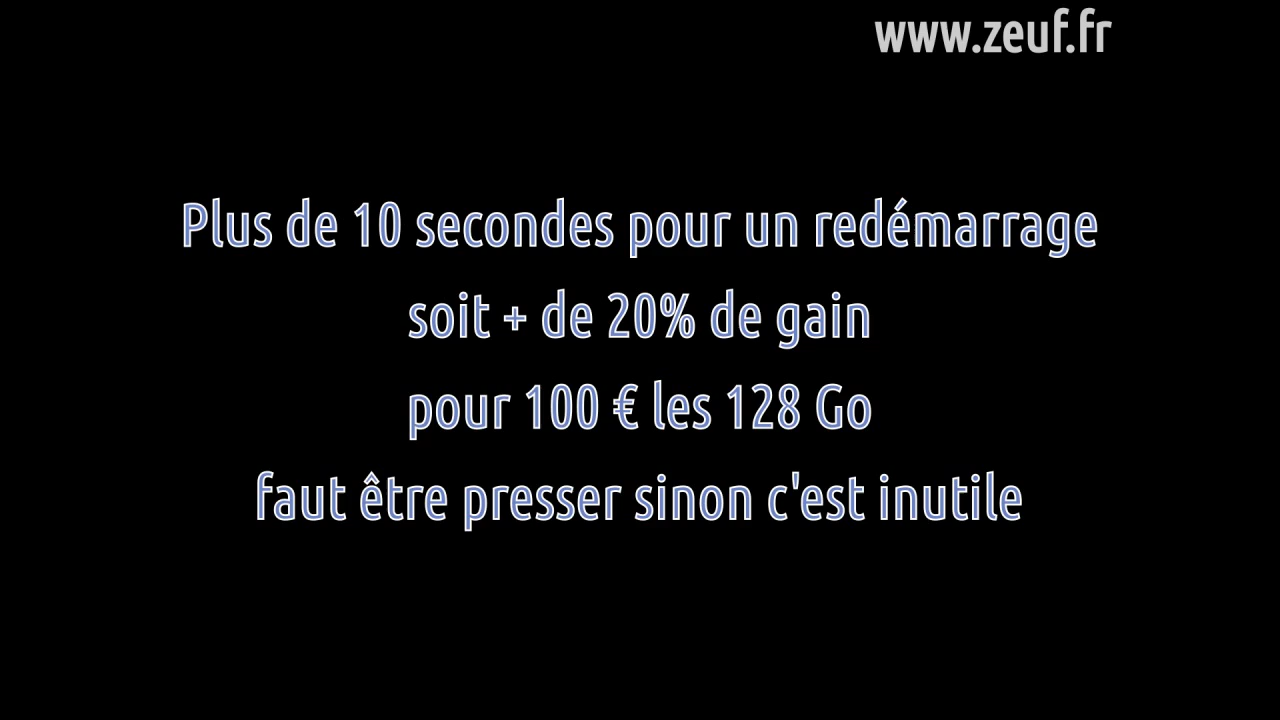 www.zeuf.fr
Plus de 10 secondes pour un redémarrage
soit + de 20% de gain
pour 100 € les 128 Go
faut être presser sinon c'est inutile